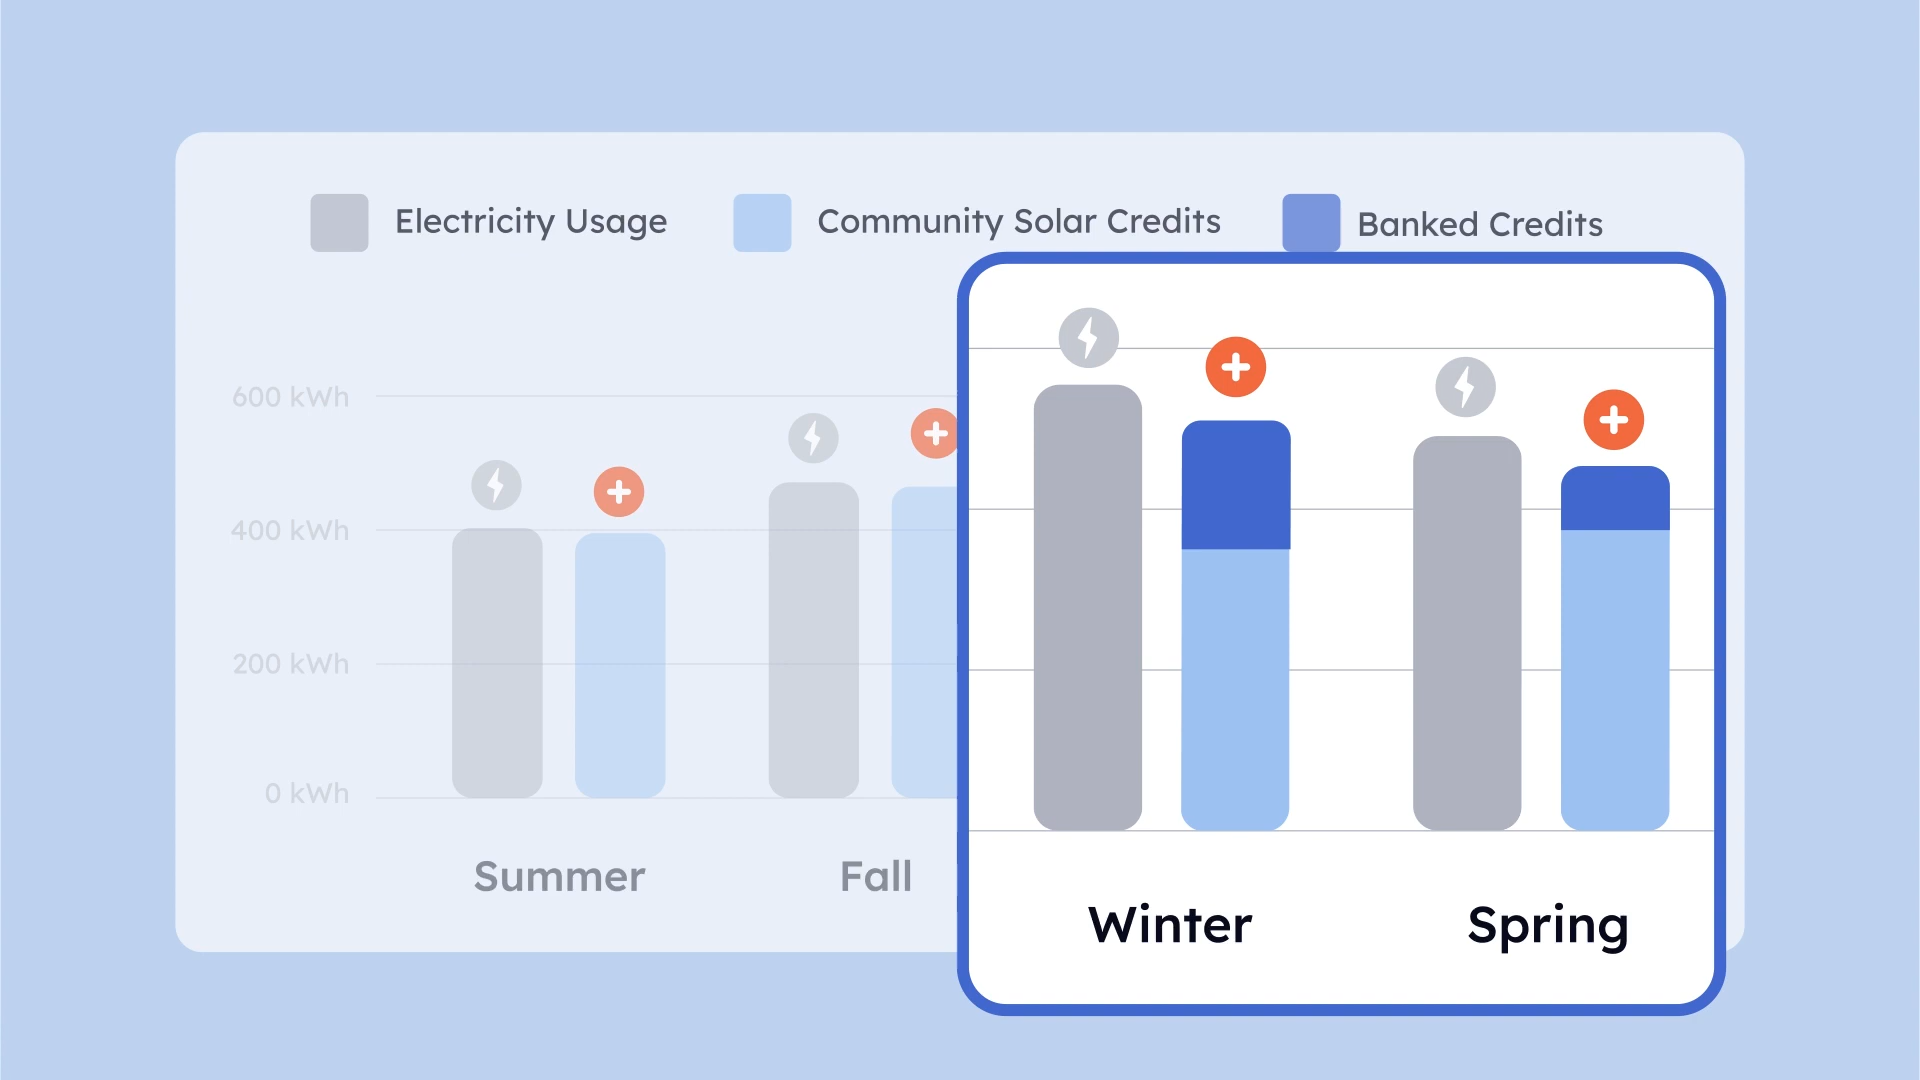 Electricity Usage
Community Solar Credits
Banked Credits
600 kWh
400 kWh
200 kWh
0 kWh
Summer
Fall
Winter
Spring